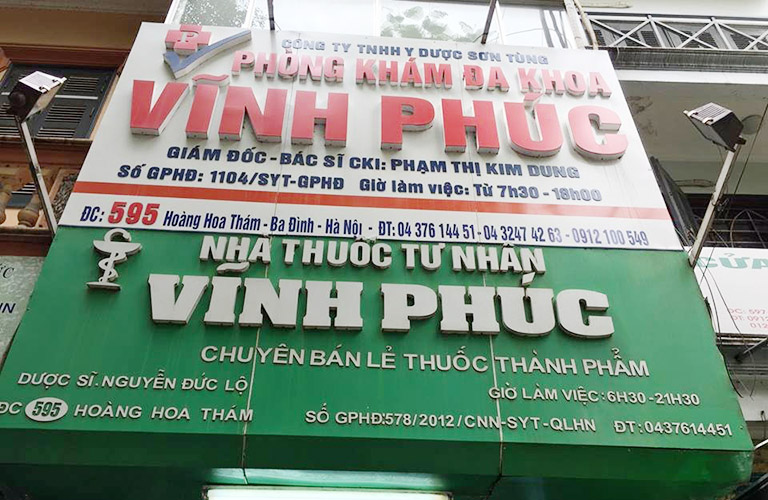 CÔNG TY TNHH Y DƯỢC SƠN TÙNG
PHÒNG KHÁM ĐA KHOA
VĨNH PHÚC
GIÁM ĐỐC - BÁC SĨ CKI: PHẠM THỊ KIM DUNG
SỐ GPHĐ: 1104/SYT-GPHĐ Giờ làm việc: Từ 7h30 - 18h00
ĐC: 595 Hoàng Hoa Thám - Ba Đình - Hà Nội - ĐT: 04 376 144 51 - 04 3247 42 63 - 0912 100 549
NHÀ THUỐC TƯ NHÂN
VĨNH PHÚC
CHUYÊN BÁN LẺ THUỐC THÀNH PHẨM
DƯỢC SĨ.NGUYỄN ĐỨC LỘ GIỜ LÀM VIỆC:6H30-21H30
ĐC 595 HOÀNG HOA THÁM SỐ GPHĐ:578/2012/CNN-SYT-QLHN ĐT:0437614451
CỬA
ĐC: 597